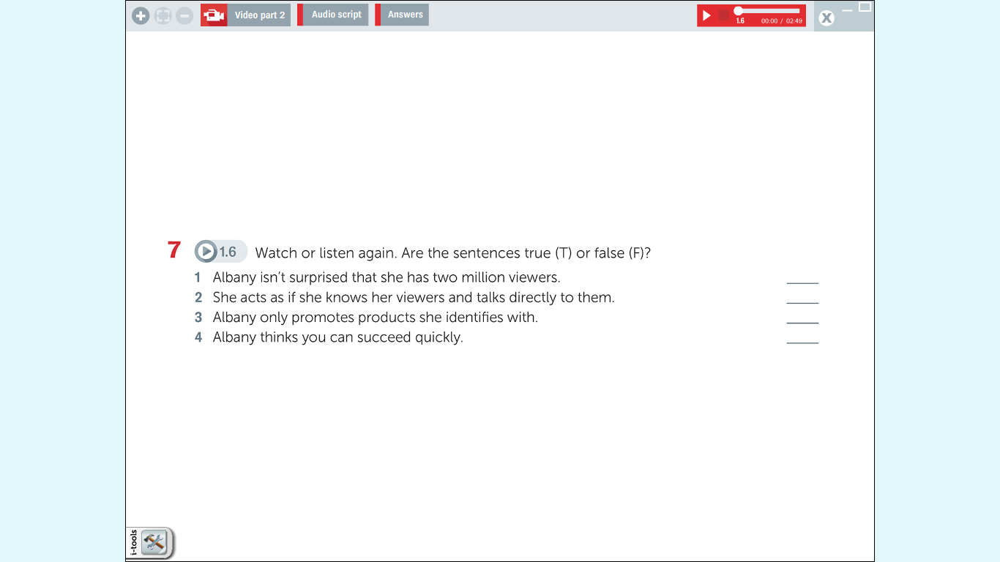 Video part 2
Audio script
Answers
1.6 00:00 / 02:49
X
7 1.6 Watch or listen again. Are the sentences true (T) or false (F)?
1 Albany isn’t surprised that she has two million viewers. ____
2 She acts as if she knows her viewers and talks directly to them. ____
3 Albany only promotes products she identifies with. ____
4 Albany thinks you can succeed quickly. ____
i-tools